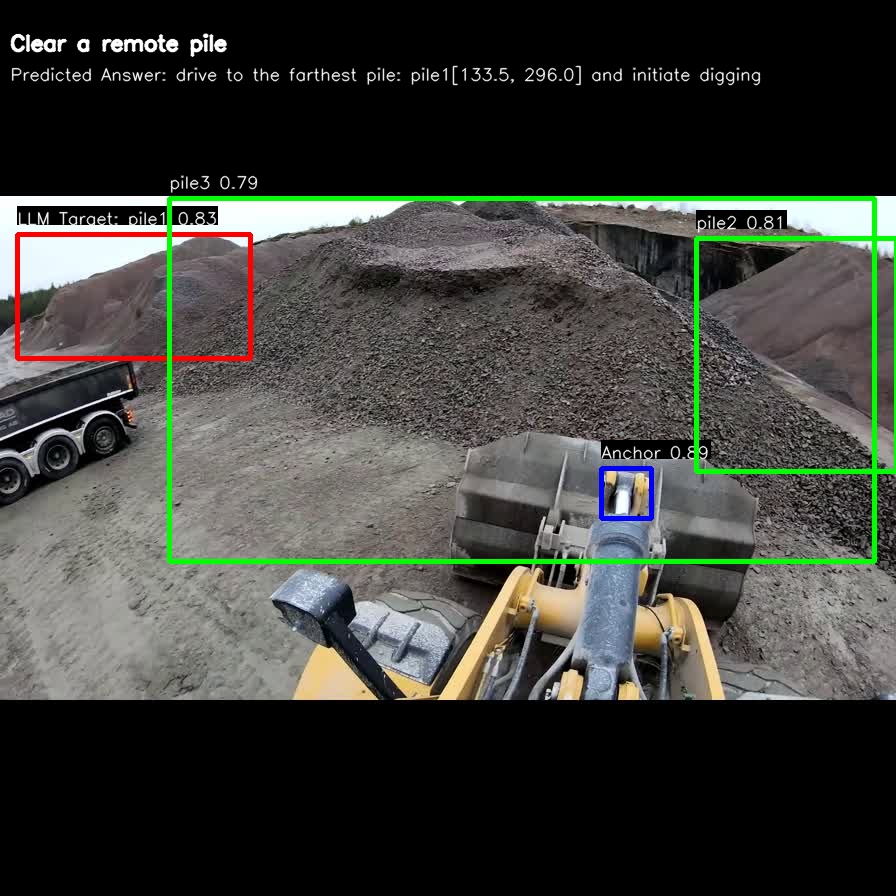 Clear a remote pile
Predicted Answer: drive to the farthest pile: pile1[133.5, 296.0] and initiate digging
pile3 0.79
LLM Target: pile1 0.83
pile2 0.81
Anchor 0.89